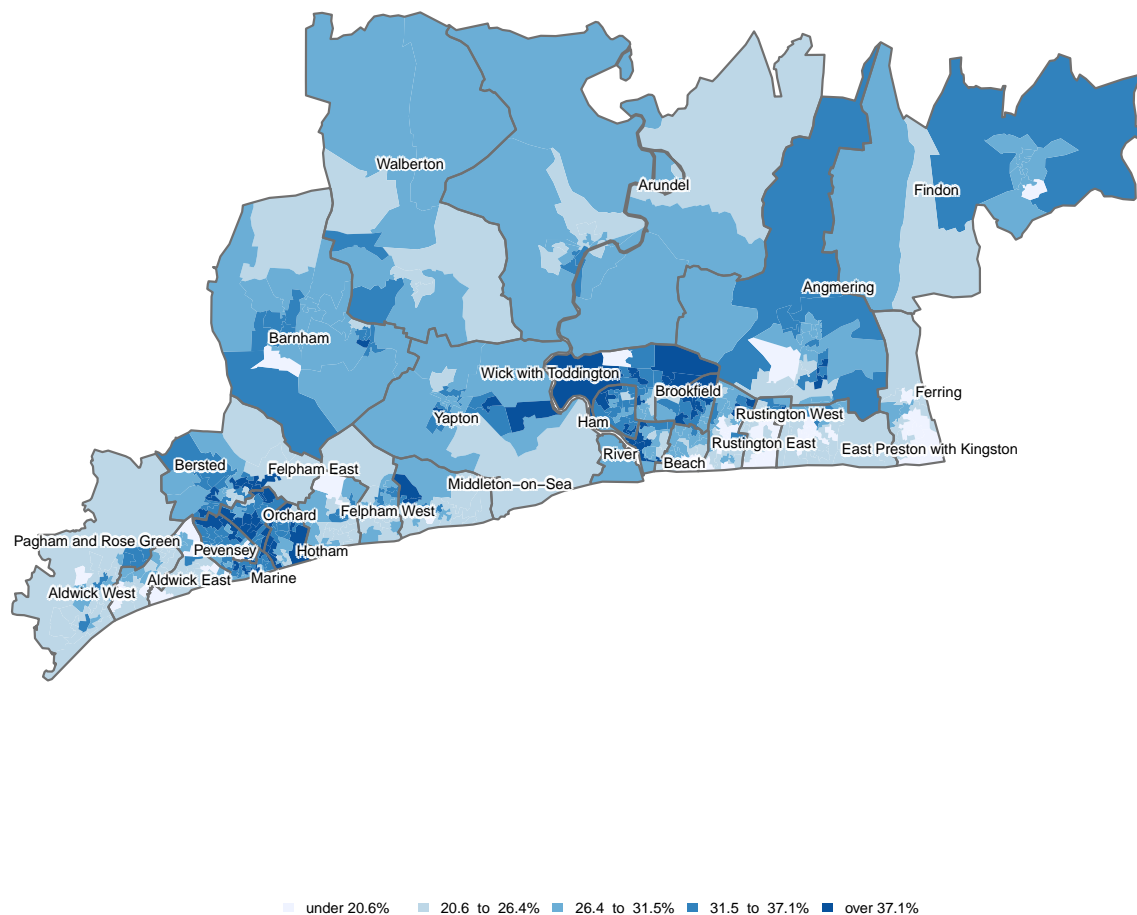 Walberton
Arundel
Findon
Angmering
Barnham
Wick with Toddington
Brookfield
Ferring
Yapton
Ham
Rustington West
Rustington East
East Preston with Kingston
River
Beach
Bersted
Felpham East
Middleton−on−Sea
Orchard
Felpham West
Pagham and Rose Green
Pevensey
Hotham
Aldwick East
Marine
Aldwick West
under 20.6% 20.6 to 26.4% 26.4 to 31.5% 31.5 to 37.1% over 37.1%